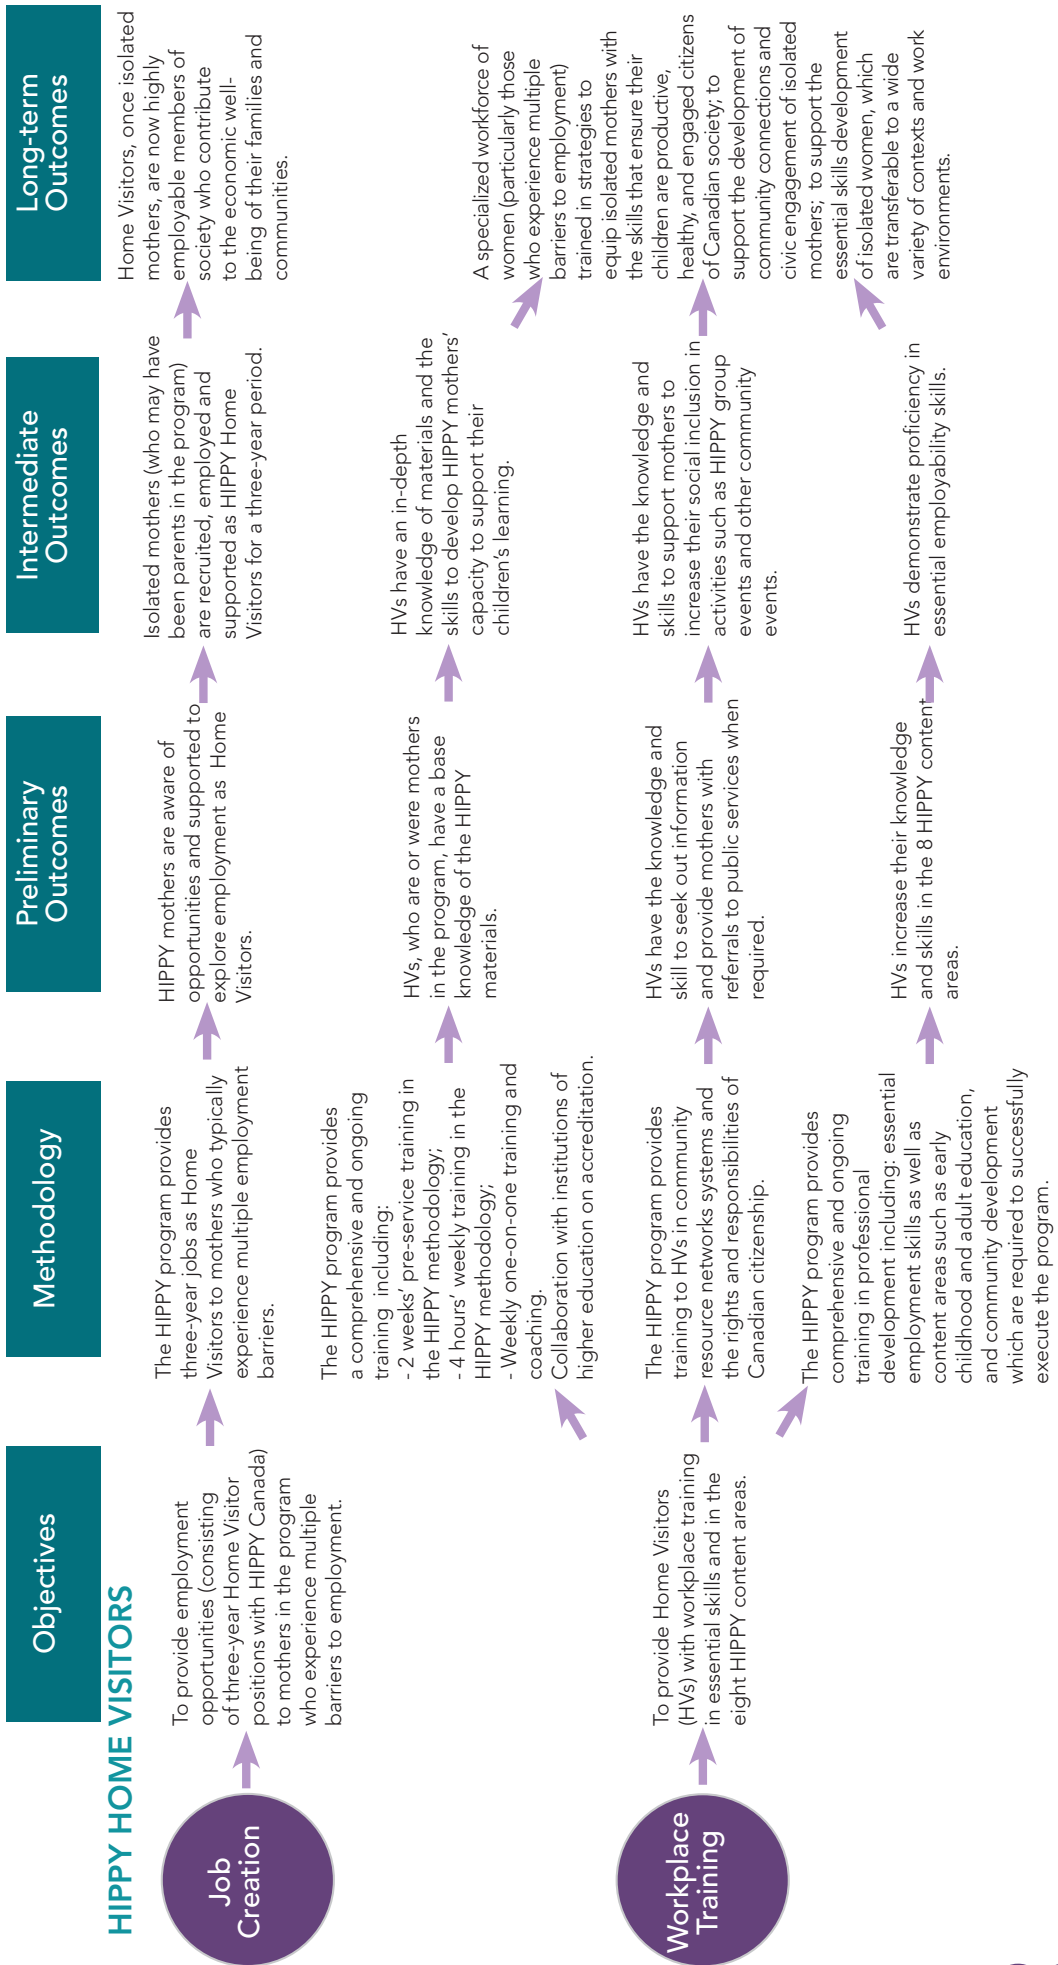 Objectives
Methodology
Preliminary
Outcomes
Intermediate
Outcomes
Long-term
Outcomes
HIPPY HOME VISITORS
Job
Creation
To provide employment
opportunities (consisting
of three-year Home Visitor
positions with HIPPY Canada)
to mothers in the program
who experience multiple
barriers to employment.
The HIPPY program provides
three-year jobs as Home
Visitors to mothers who typically
experience multiple employment
barriers.
HIPPY mothers are aware of
opportunities and supported to
explore employment as Home
Visitors.
Isolated mothers (who may have
been parents in the program)
are recruited, employed and
supported as HIPPY Home
Visitors for a three-year period.
Home Visitors, once isolated
mothers, are now highly
employable members of
society who contribute
to the economic well-
being of their families and
communities.
Workplace
Training
To provide Home Visitors
(HVs) with workplace training
in essential skills and in the
eight HIPPY content areas.
The HIPPY program provides
a comprehensive and ongoing
training including:
- 2 weeks’ pre-service training in
the HIPPY methodology;
- 4 hours’ weekly training in the
HIPPY methodology;
- Weekly one-on-one training and
coaching.
Collaboration with institutions of
higher education on accreditation.
HVs, who are or were mothers
in the program, have a base
knowledge of the HIPPY
materials.
HVs have an in-depth
knowledge of materials and the
skills to develop HIPPY mothers’
capacity to support their
children’s learning.
The HIPPY program provides
training to HVs in community
resource networks systems and
the rights and responsibilities of
Canadian citizenship.
HVs have the knowledge and
skill to seek out information
and provide mothers with
referrals to public services when
required.
HVs have the knowledge and
skills to support mothers to
increase their social inclusion in
activities such as HIPPY group
events and other community
events.
The HIPPY program provides
comprehensive and ongoing
training in professional
development including: essential
employment skills as well as
content areas such as early
childhood and adult education,
and community development
which are required to successfully
execute the program.
HVs increase their knowledge
and skills in the 8 HIPPY content
areas.
HVs demonstrate proficiency in
essential employability skills.
A specialized workforce of
women (particularly those
who experience multiple
barriers to employment)
trained in strategies to
equip isolated mothers with
the skills that ensure their
children are productive,
healthy, and engaged citizens
of Canadian society; to
support the development of
community connections and
civic engagement of isolated
mothers; to support the
essential skills development
of isolated women, which
are transferable to a wide
variety of contexts and work
environments.